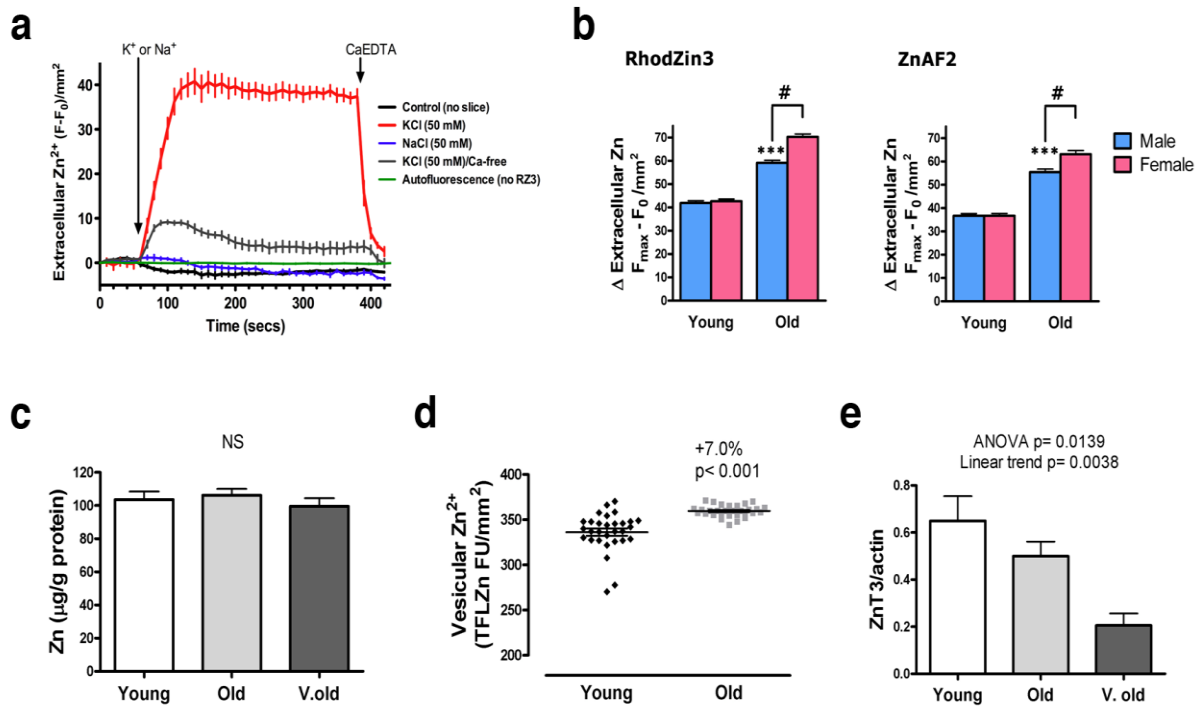 a
K⁺ or Na⁺
CaEDTA
Extracellular Zn²⁺ (F-F₀)/mm²
40
30
20
10
0
0
100
200
300
400
Time (secs)
Control (no slice)
KCl (50 mM)
NaCl (50 mM)
KCl (50 mM)/Ca-free
Autofluorescence (no RZ3)
b
RhodZin3
Δ Extracellular Zn
Fmax - F₀ /mm²
70
60
50
40
30
20
10
0
***
#
Young
Old
ZnAF2
Δ Extracellular Zn
Fmax - F₀ /mm²
70
60
50
40
30
20
10
0
***
#
Young
Old
Male
Female
c
NS
Zn (µg/g protein)
120
100
80
60
40
20
0
Young
Old
V.old
d
+7.0%
p< 0.001
Vesicular Zn²⁺
(TFLZn FU/mm²)
400
350
300
250
200
Young
Old
e
ANOVA p= 0.0139
Linear trend p= 0.0038
ZnT3/actin
0.8
0.6
0.4
0.2
0.0
Young
Old
V. old